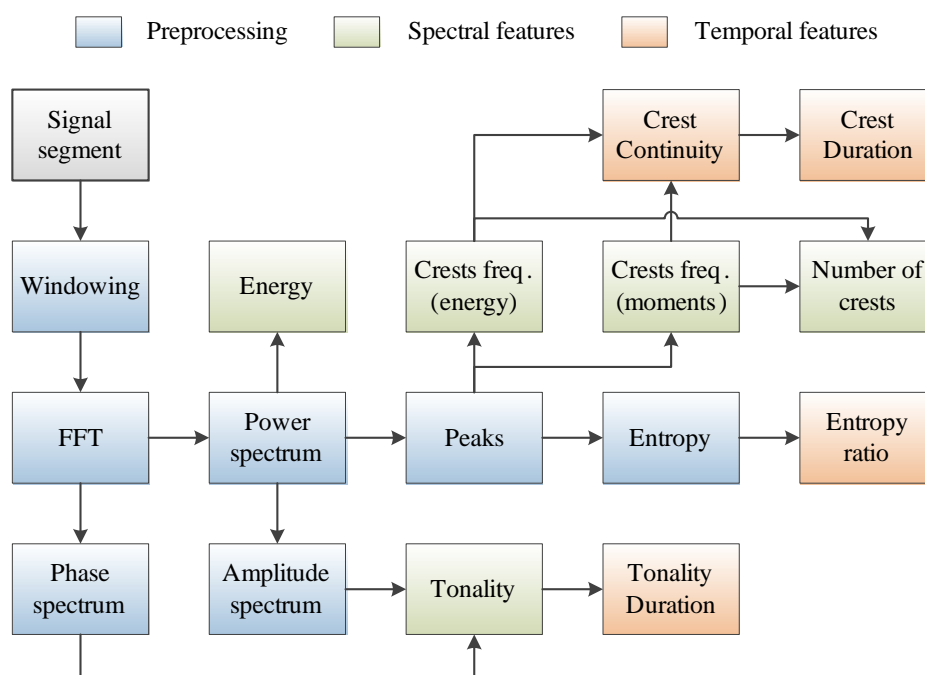 Preprocessing
Spectral features
Temporal features
Signal
segment
Crest
Continuity
Crest
Duration
Windowing
Energy
Crests freq.
(energy)
Crests freq.
(moments)
Number of
crests
FFT
Power
spectrum
Peaks
Entropy
Entropy
ratio
Phase
spectrum
Amplitude
spectrum
Tonality
Tonality
Duration